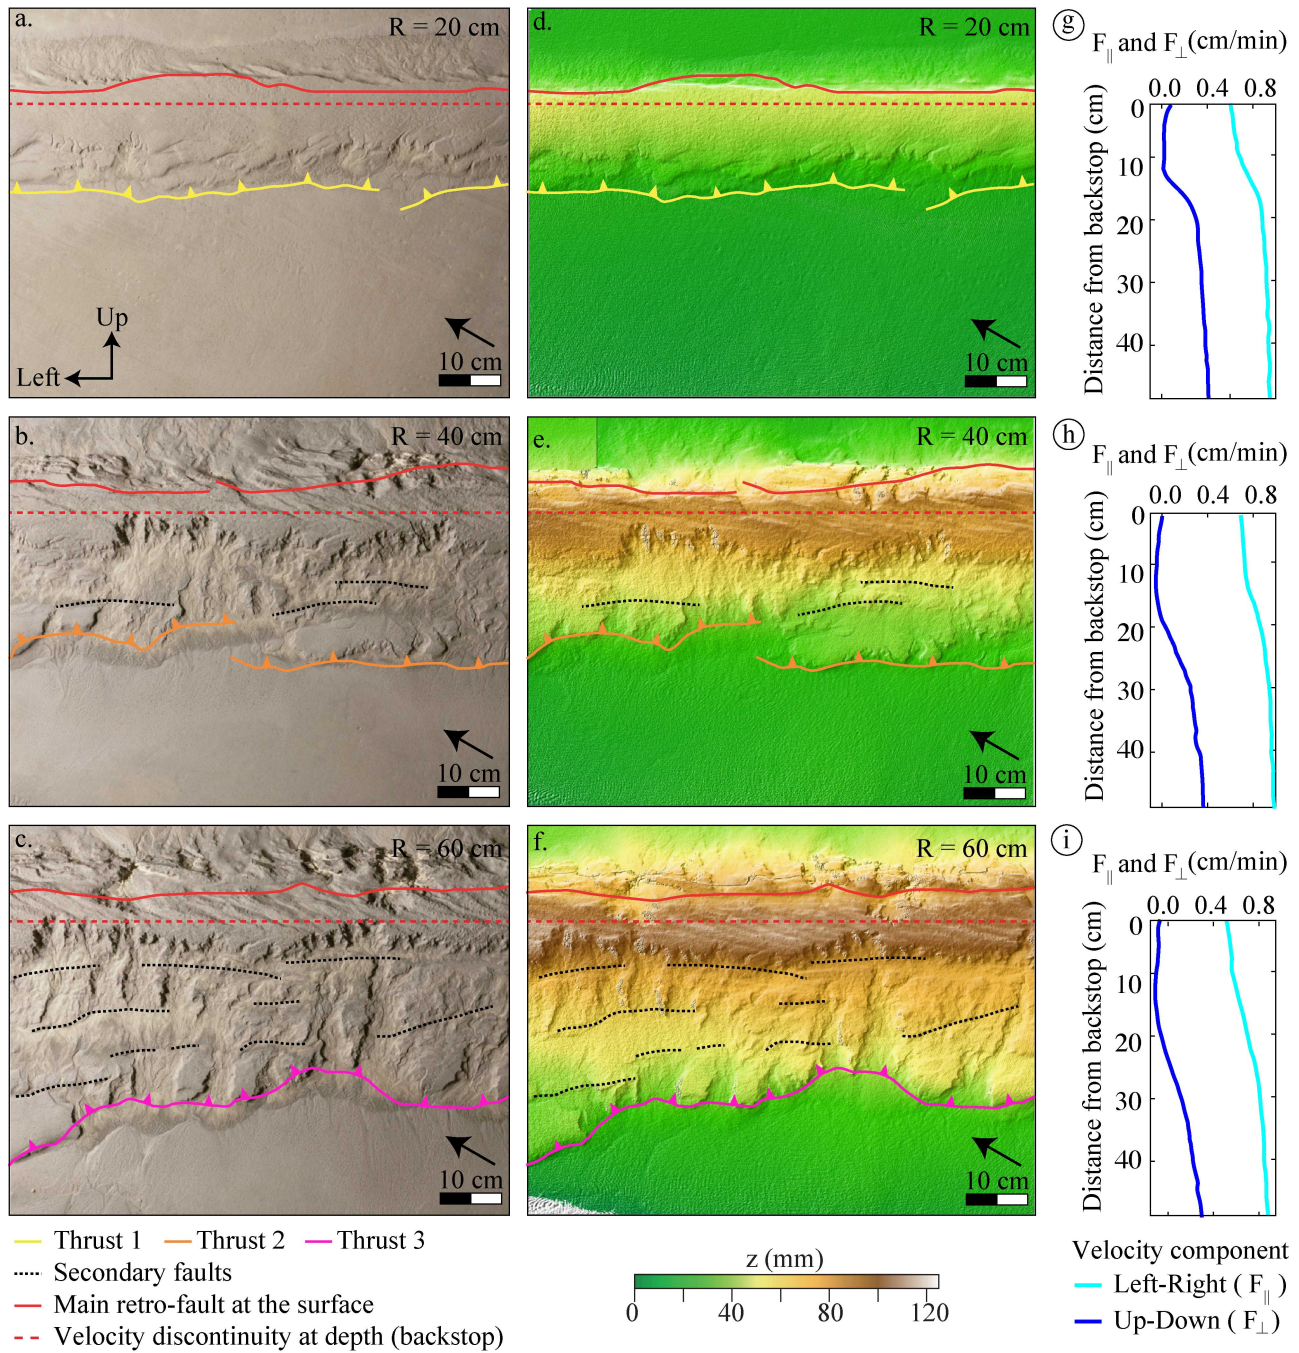 a.
R = 20 cm
Up
Left
10 cm
d.
R = 20 cm
10 cm
g
F|| and F⊥(cm/min)
0.0 0.4 0.8
0
10
20
30
40
Distance from backstop (cm)
b.
R = 40 cm
10 cm
e.
R = 40 cm
10 cm
h
F|| and F⊥(cm/min)
0.0 0.4 0.8
0
10
20
30
40
Distance from backstop (cm)
c.
R = 60 cm
10 cm
f.
R = 60 cm
10 cm
i
F|| and F⊥(cm/min)
0.0 0.4 0.8
0
10
20
30
40
Distance from backstop (cm)
Thrust 1 Thrust 2 Thrust 3
Secondary faults
Main retro-fault at the surface
Velocity discontinuity at depth (backstop)
z (mm)
0 40 80 120
Velocity component
Left-Right ( F|| )
Up-Down ( F⊥)